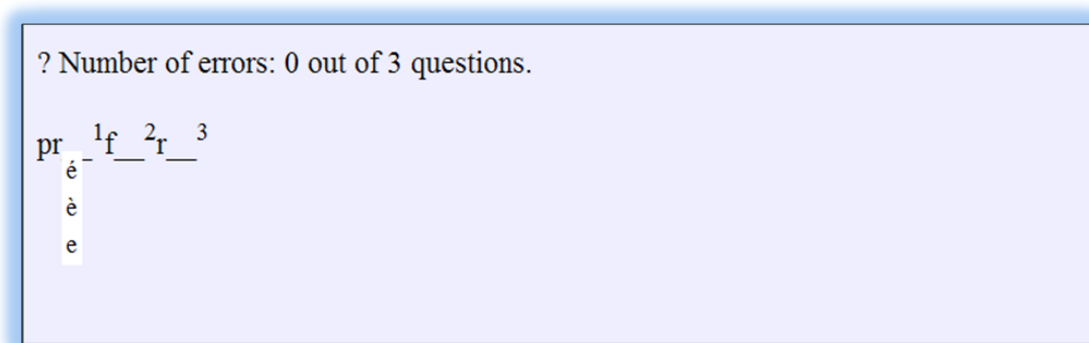 ? Number of errors: 0 out of 3 questions.
pr__¹f__²r__³
é
è
e